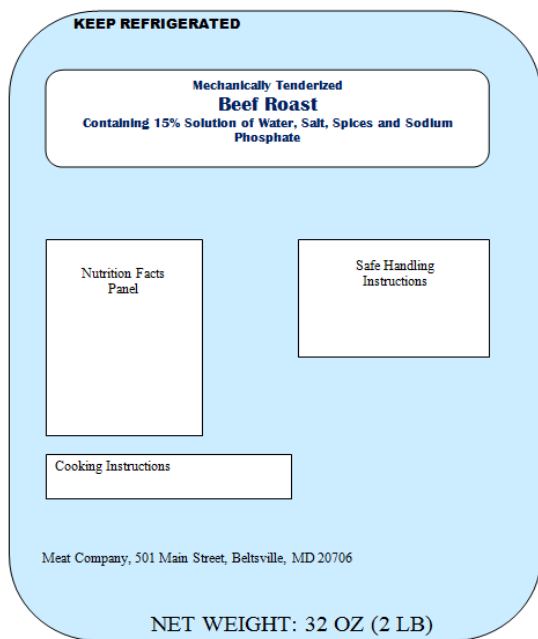 KEEP REFRIGERATED
Mechanically Tenderized
Beef Roast
Containing 15% Solution of Water, Salt, Spices and Sodium
Phosphate
Nutrition Facts
Panel
Safe Handling
Instructions
Cooking Instructions
Meat Company, 501 Main Street, Beltsville, MD 20706
NET WEIGHT: 32 OZ (2 LB)